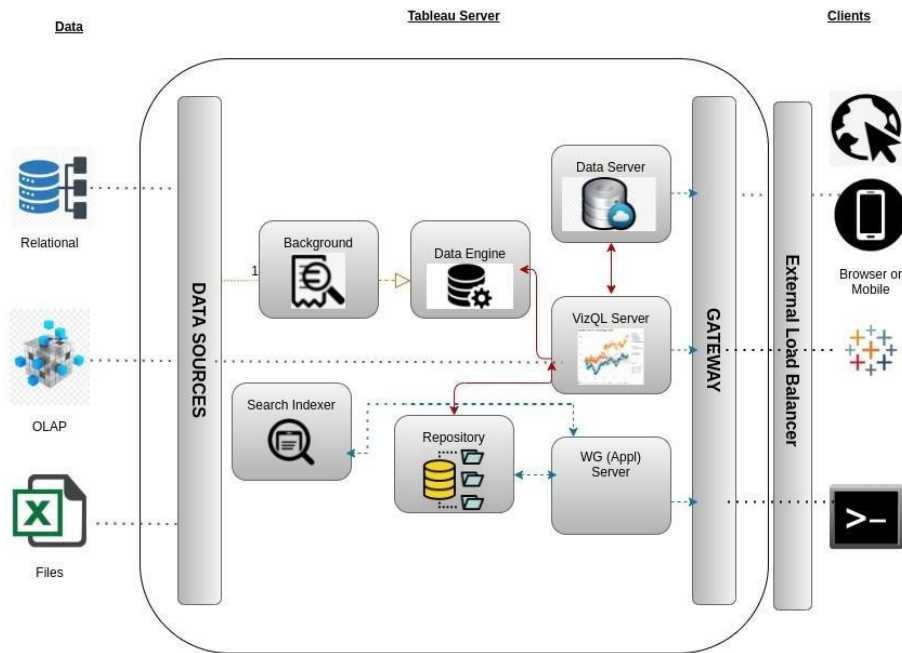 Data
Tableau Server
Clients
Relational
OLAP
Files
DATA SOURCES
1
Background
Data Engine
Data Server
VizQL Server
Search Indexer
Repository
WG (Appl)
Server
GATEWAY
External Load Balancer
Browser or
Mobile